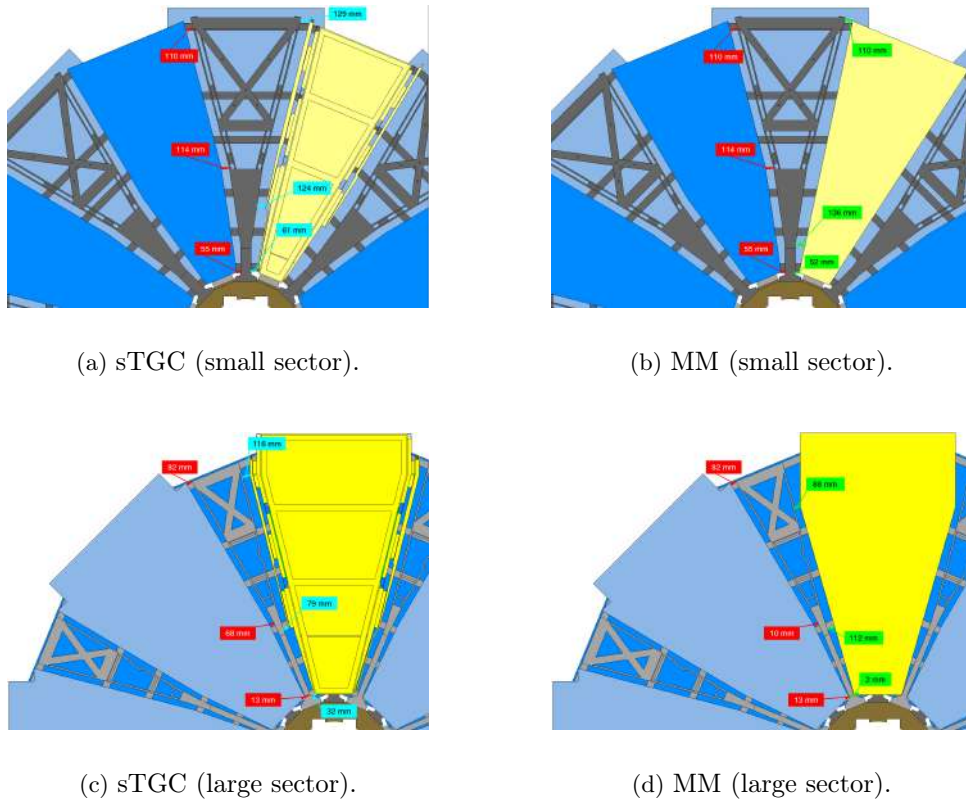 129 mm
110 mm
114 mm
124 mm
61 mm
55 mm
110 mm
110 mm
114 mm
106 mm
55 mm
52 mm
(a) sTGC (small sector).
(b) MM (small sector).
116 mm
92 mm
79 mm
68 mm
13 mm
32 mm
92 mm
88 mm
10 mm
112 mm
2 mm
13 mm
(c) sTGC (large sector).
(d) MM (large sector).